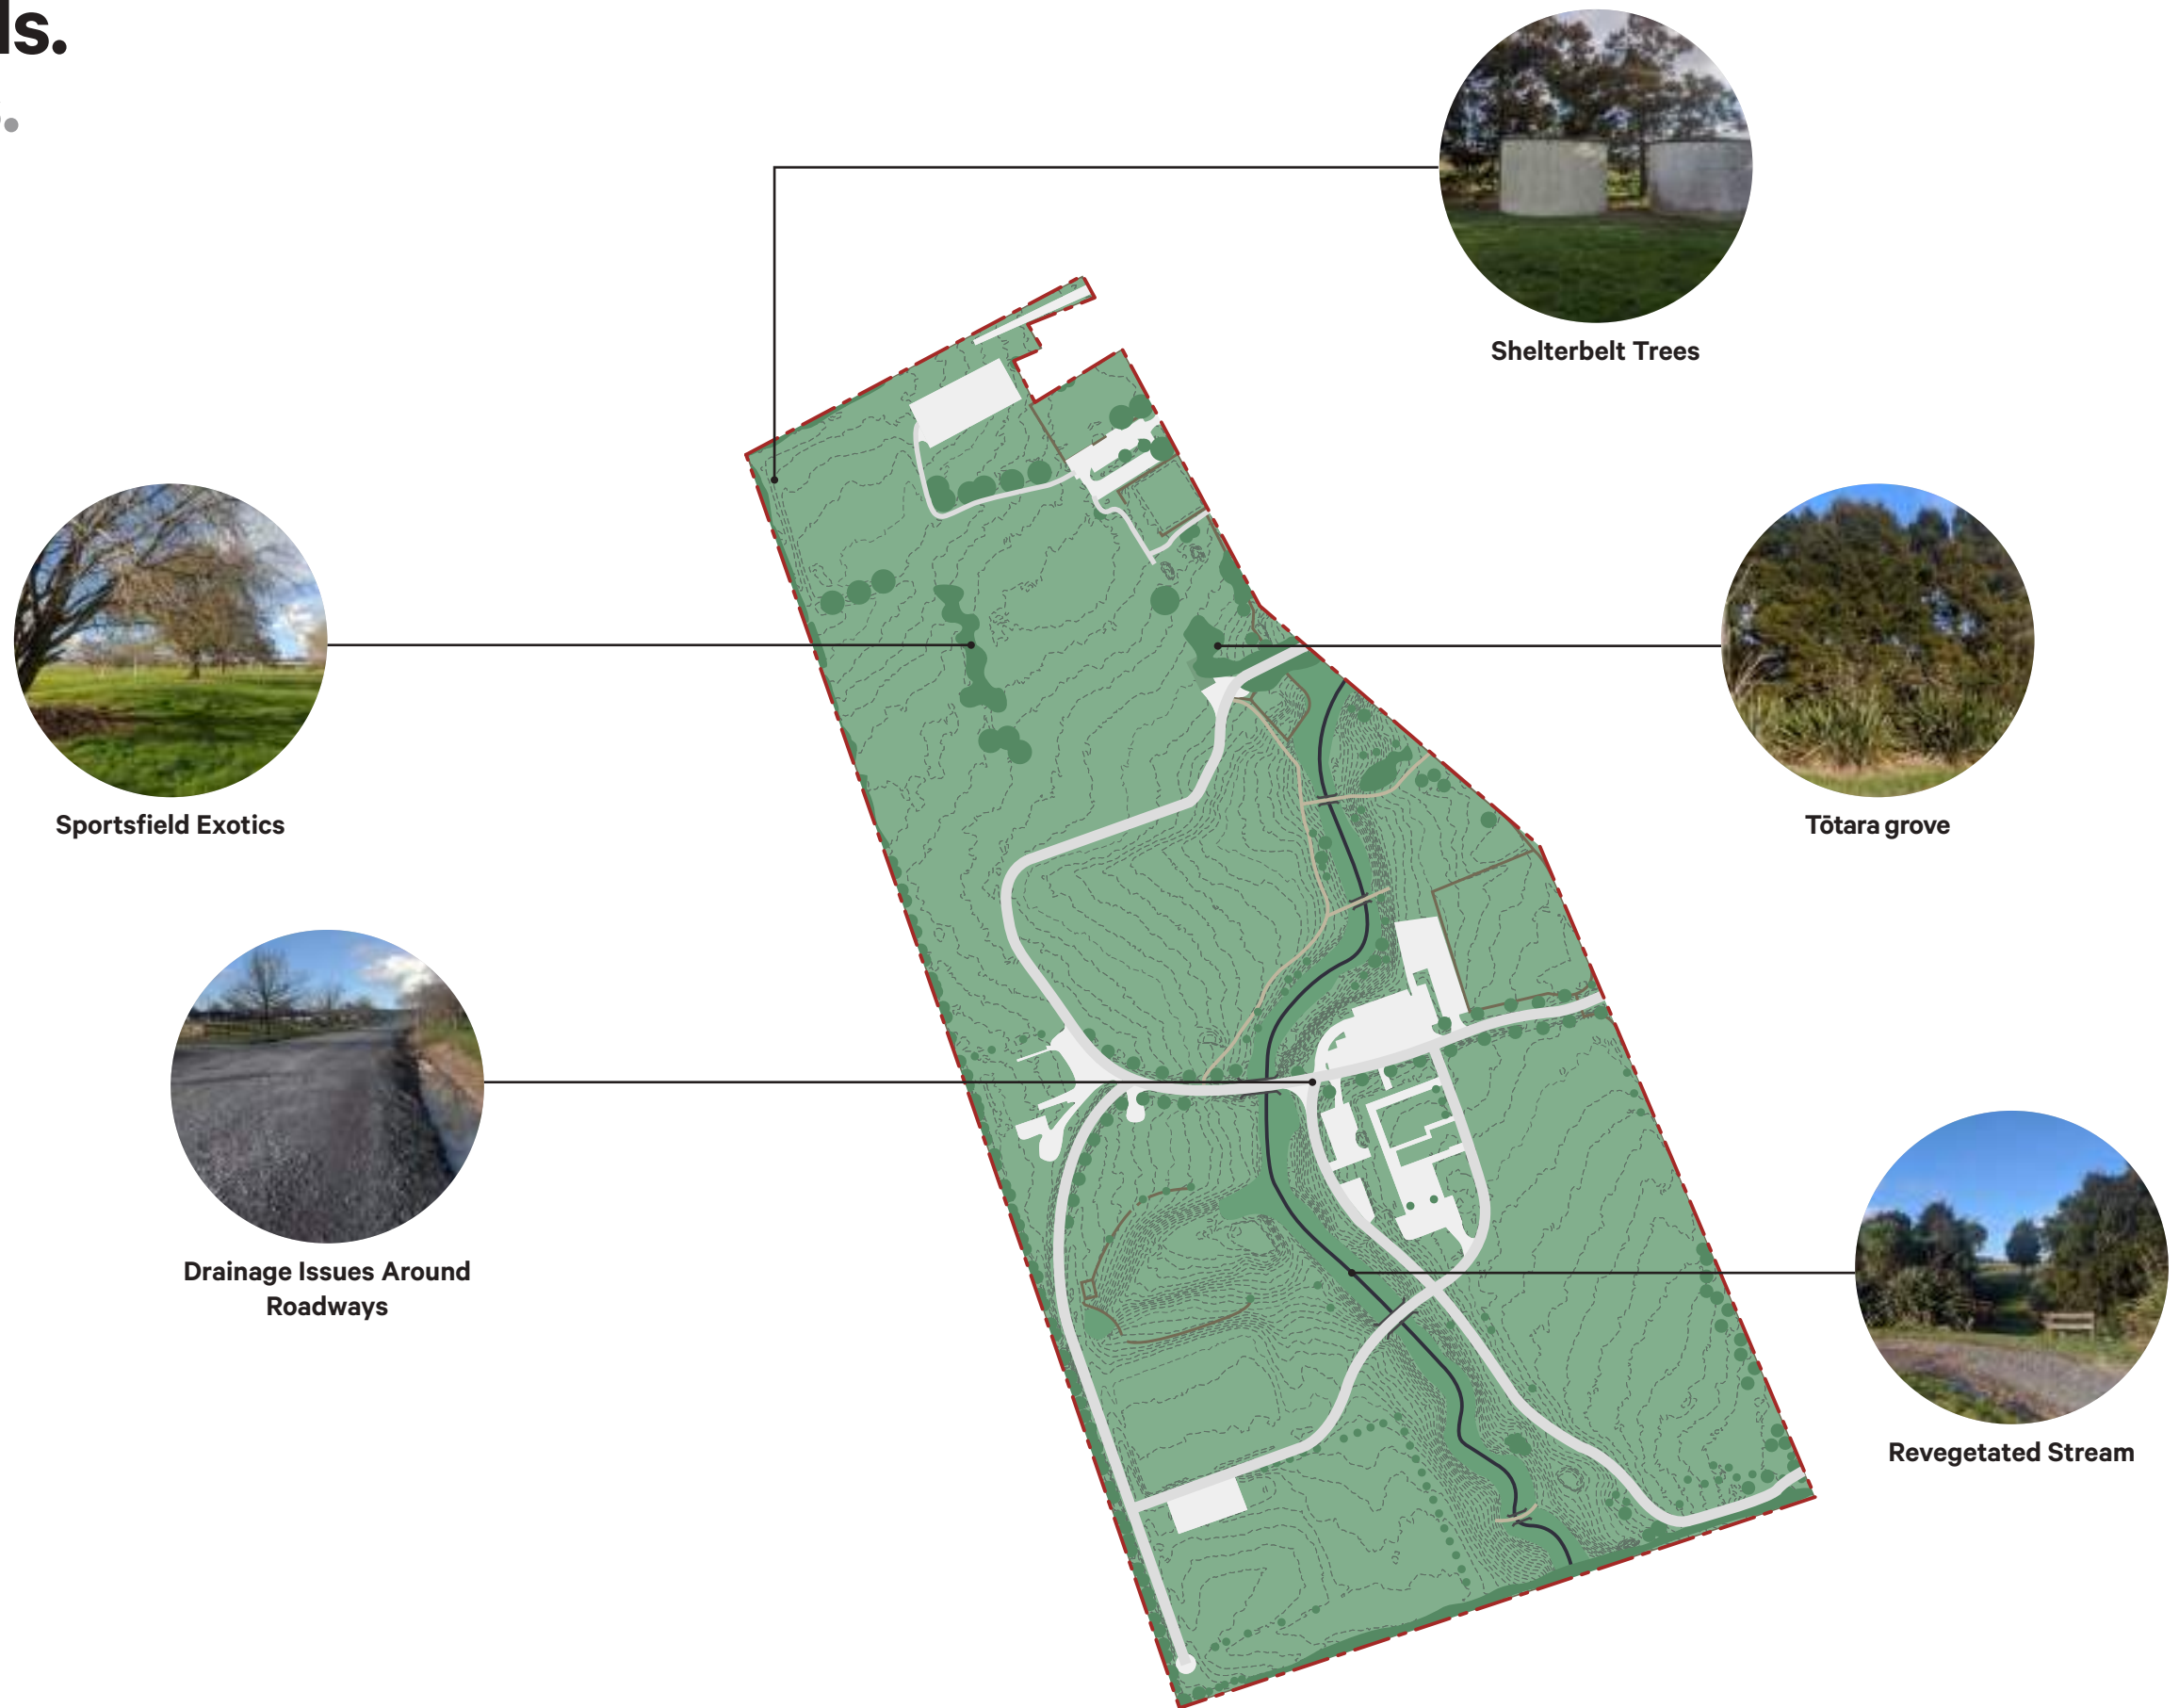 ls.
Shelterbelt Trees
Sportsfield Exotics
Tōtara grove
Drainage Issues Around
Roadways
Revegetated Stream